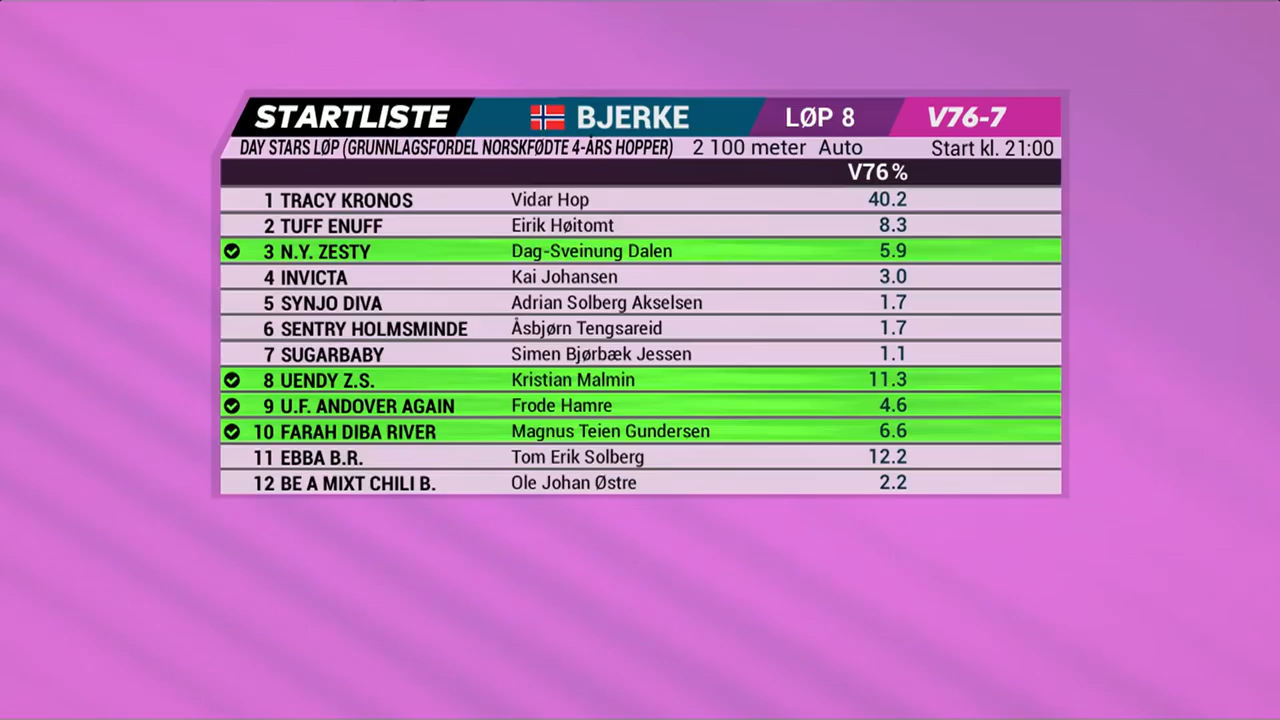 STARTLISTE BJERKE LØP 8 V76-7
DAY STARS LØP (GRUNNLAGSFORDEL NORSKFØDTE 4-ÅRS HOPPER) 2 100 meter Auto Start kl. 21:00
V76%
1 TRACY KRONOS Vidar Hop 40.2
2 TUFF ENUFF Eirik Høitomt 8.3
3 N.Y. ZESTY Dag-Sveinung Dalen 5.9
4 INVICTA Kai Johansen 3.0
5 SYNJO DIVA Adrian Solberg Akselsen 1.7
6 SENTRY HOLMSMINDE Åsbjørn Tengsareid 1.7
7 SUGARBABY Simen Bjørbæk Jessen 1.1
8 UENDY Z.S. Kristian Malmin 11.3
9 U.F. ANDOVER AGAIN Frode Hamre 4.6
10 FARAH DIBA RIVER Magnus Teien Gundersen 6.6
11 EBBA B.R. Tom Erik Solberg 12.2
12 BE A MIXT CHILI B. Ole Johan Østre 2.2